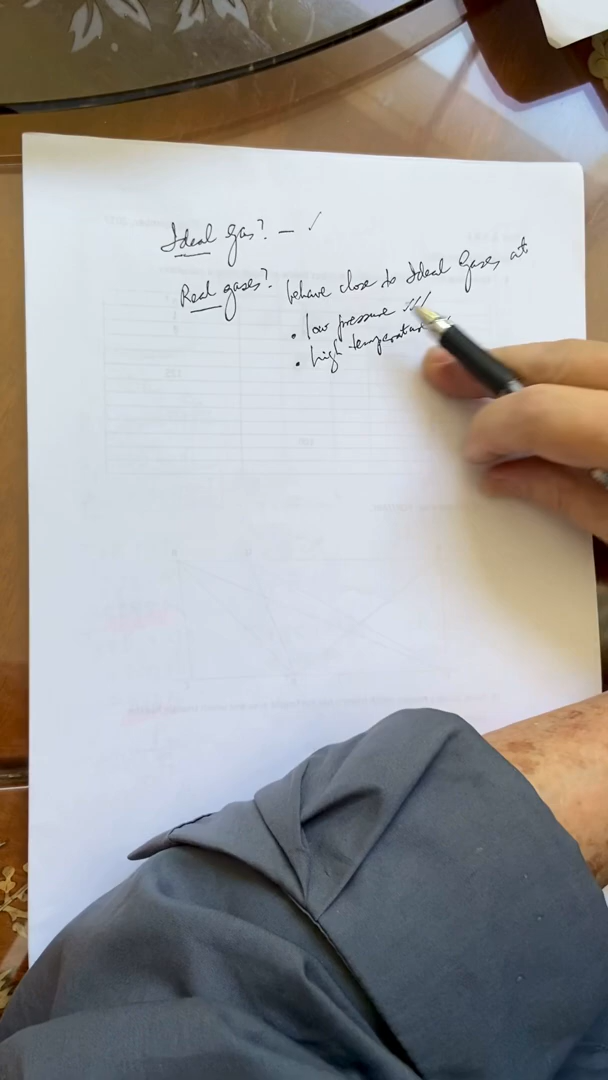 Ideal gas? - ✓
Real gases? behave close to Ideal Gases at
• low pressure
• high temperature